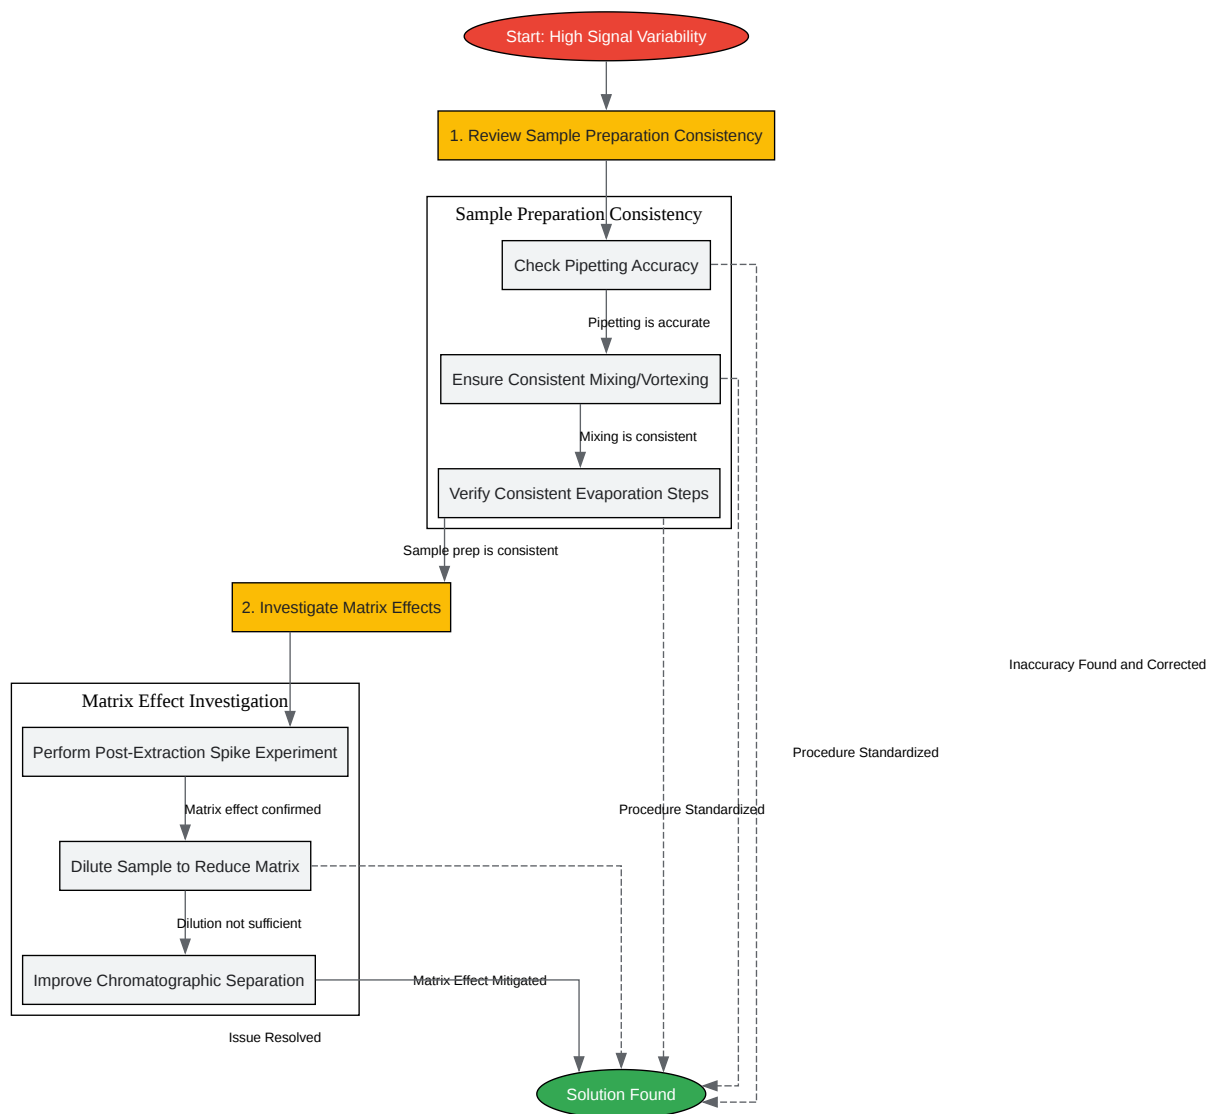 Start: High Signal Variability
1. Review Sample Preparation Consistency
Sample Preparation Consistency
Check Pipetting Accuracy
Pipetting is accurate
Ensure Consistent Mixing/Vortexing
Mixing is consistent
Verify Consistent Evaporation Steps
Sample prep is consistent
2. Investigate Matrix Effects
Inaccuracy Found and Corrected
Matrix Effect Investigation
Perform Post-Extraction Spike Experiment
Procedure Standardized
Matrix effect confirmed
Procedure Standardized
Dilute Sample to Reduce Matrix
Dilution not sufficient
Improve Chromatographic Separation
Matrix Effect Mitigated
Issue Resolved
Solution Found